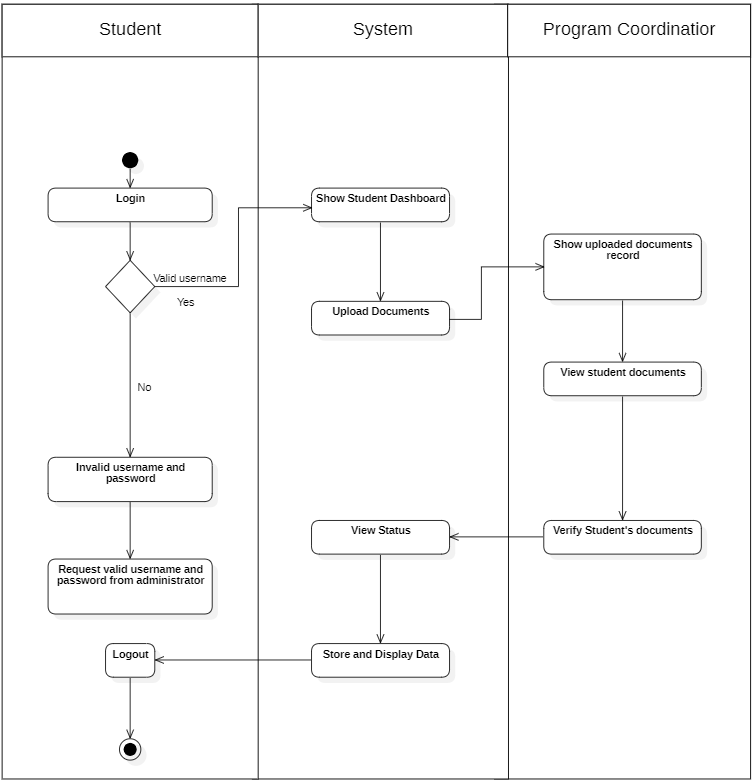 Student
System
Program Coordinatior
Login
Valid username
Yes
No
Invalid username and
password
Request valid username and
password from administrator
Logout
Show Student Dashboard
Upload Documents
View Status
Store and Display Data
Show uploaded documents
record
View student documents
Verify Student's documents